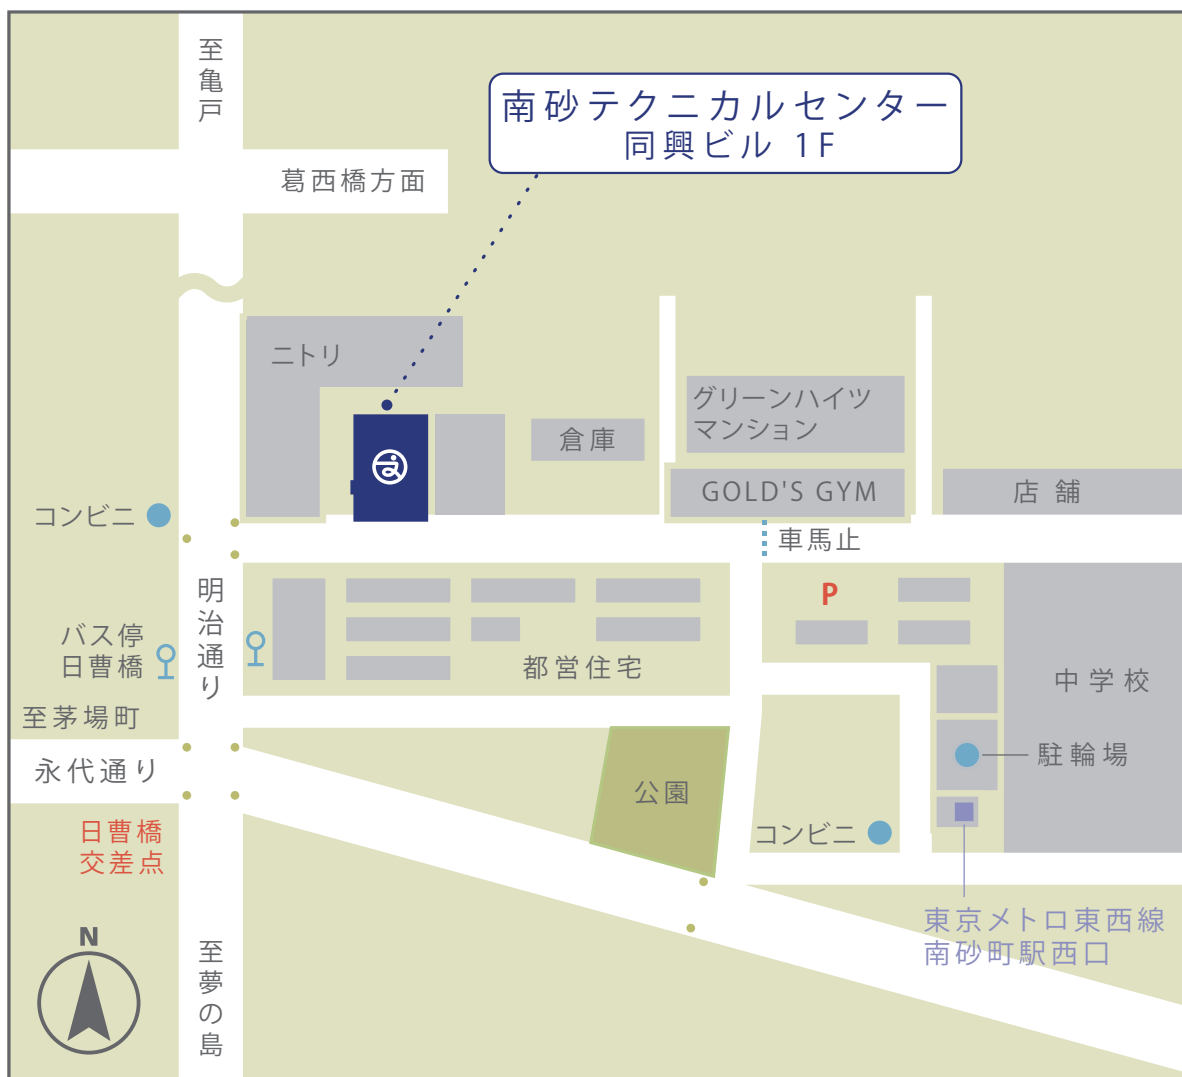 至亀戸
南砂テクニカルセンター
同興ビル 1F
葛西橋方面
ニトリ
グリーンハイツ
マンション
倉庫
GOLD'S GYM
店 舗
コンビニ
車馬止
明治通り
P
バス停
日曹橋
都営住宅
中学校
至茅場町
永代通り
駐輪場
公園
日曹橋
交差点
コンビニ
東京メトロ東西線
南砂町駅西口
N
至夢の島